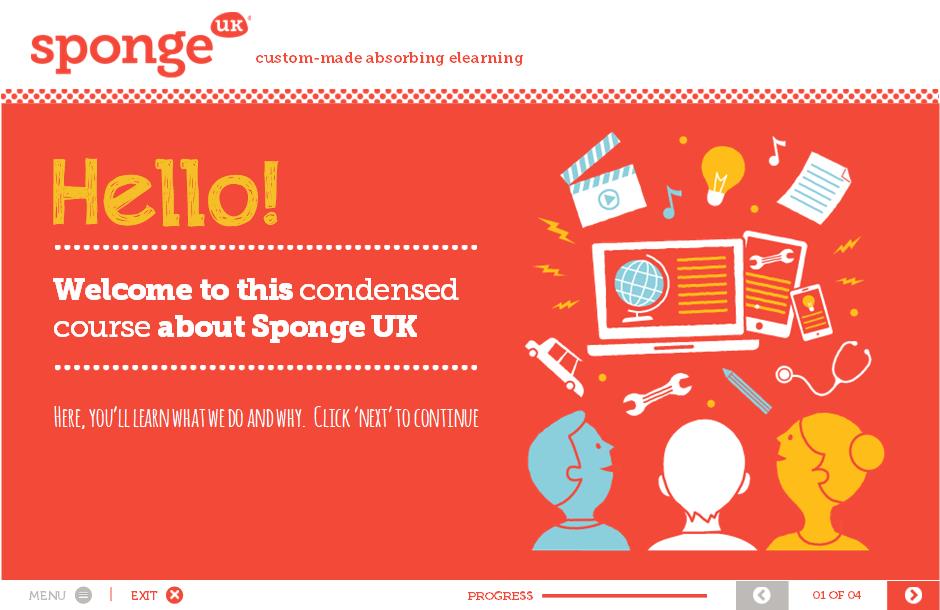 sponge UK
custom-made absorbing elearning
Hello!
Welcome to this condensed
course about Sponge UK
HERE, YOU'LL LEARN WHAT WE DO AND WHY. CLICK 'NEXT' TO CONTINUE
MENU | EXIT PROGRESS 01 OF 04